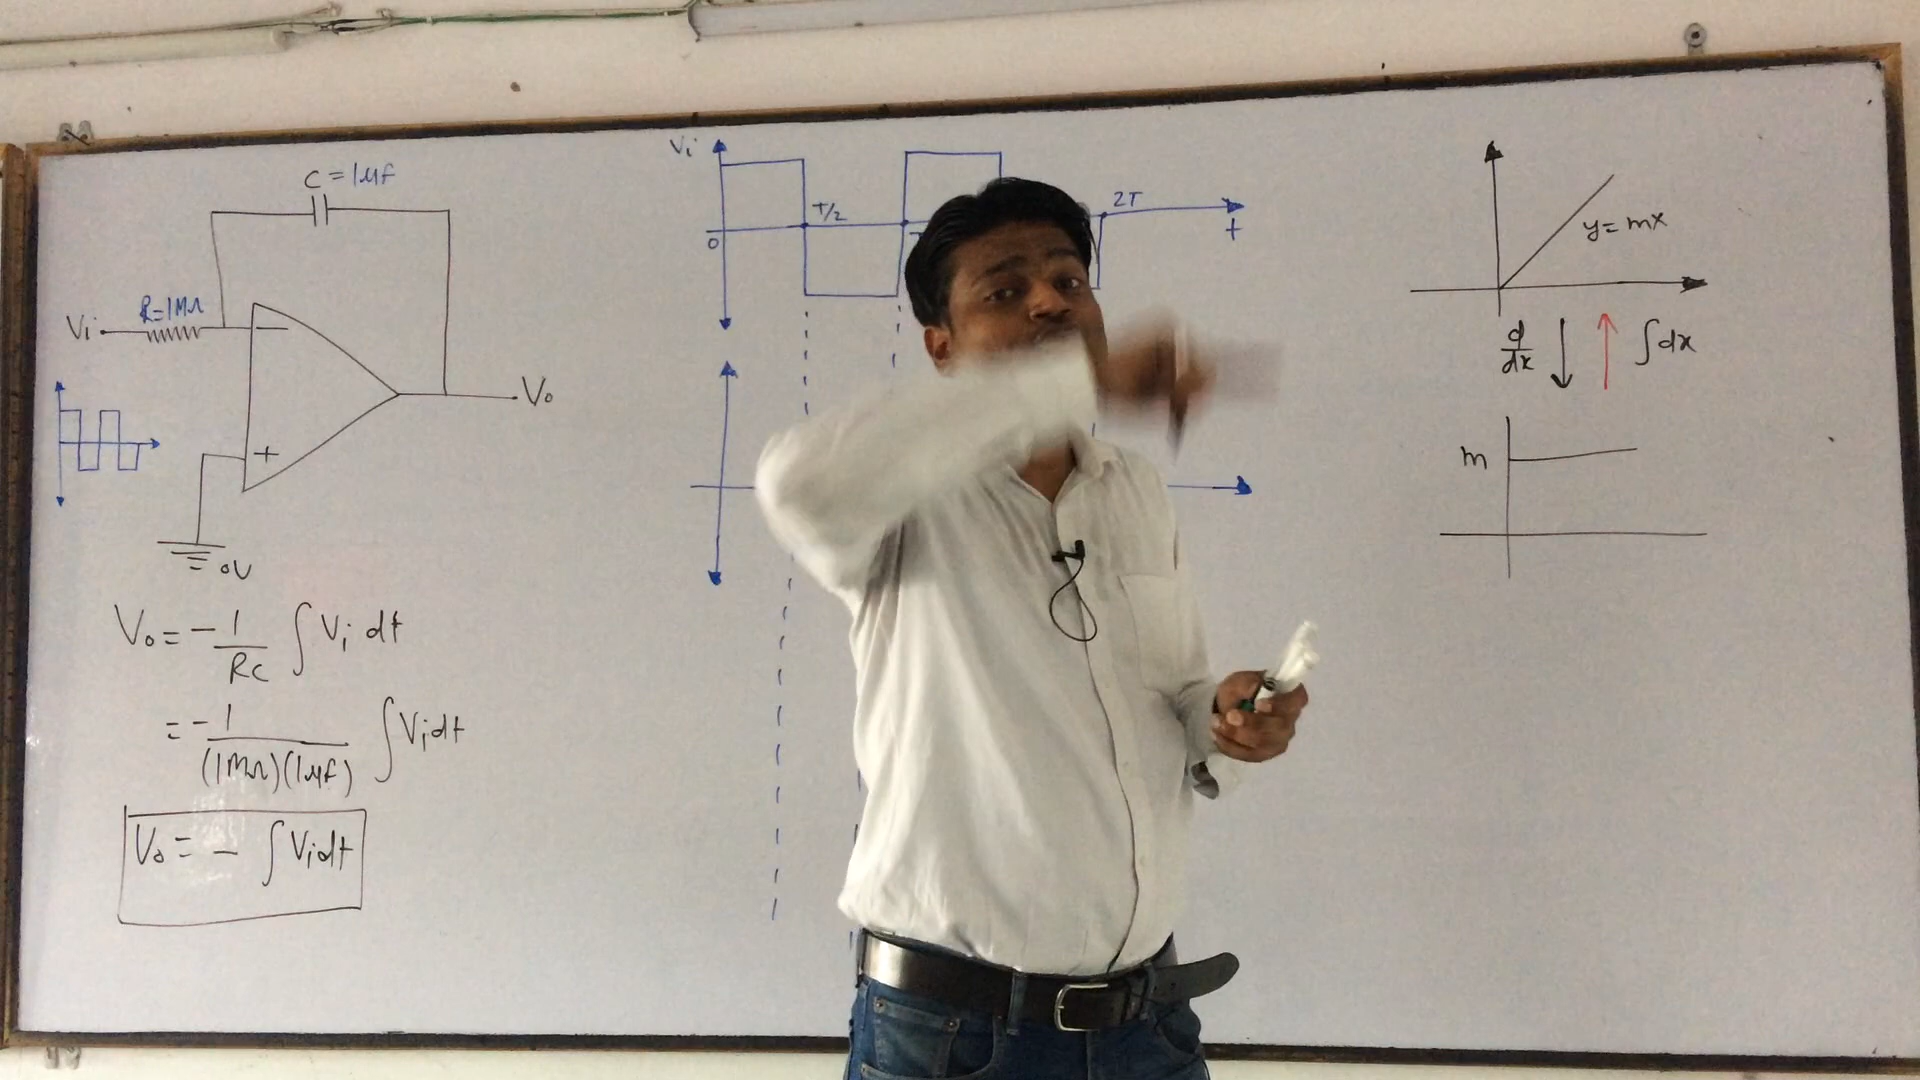 C = 1μf
R=1MΩ
Vi
−
+
Vo
0V
Vo = -1/RC ∫ Vi dt
= -1/(1MΩ)(1μf) ∫ Vi dt
Vo = - ∫ Vi dt
Vi
0
T/2
2T
t
y = mx
d/dx
∫ dx
m